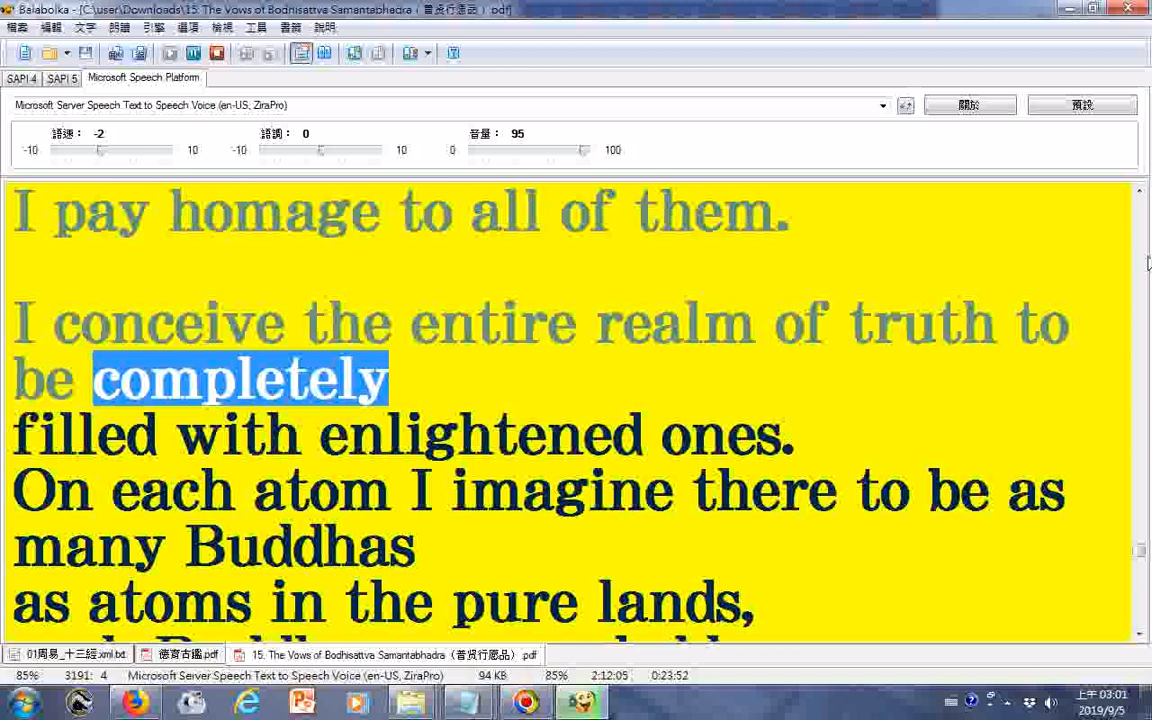 Balabolka - [C:\user\Downloads\15. The Vows of Bodhisattva Samantabhadra（普賢行愿品）.pdf]
檔案 編輯 文字 朗讀 引擎 選項 檢視 工具 書籤 說明
SAPI 4 SAPI 5 Microsoft Speech Platform
Microsoft Server Speech Text to Speech Voice (en-US, ZiraPro) 關於 預設
語速： -2 語調： 0 音量： 95
-10 10 -10 10 0 100
I pay homage to all of them.
I conceive the entire realm of truth to
be completely
filled with enlightened ones.
On each atom I imagine there to be as
many Buddhas
as atoms in the pure lands,
01周易_十三經.xml.txt 德育古鑑.pdf 15. The Vows of Bodhisattva Samantabhadra（普賢行愿品）.pdf
85% 3191: 4 Microsoft Server Speech Text to Speech Voice (en-US, ZiraPro) 94 KB 85% 2:12:05 0:23:52
上午 03:01
2019/9/5